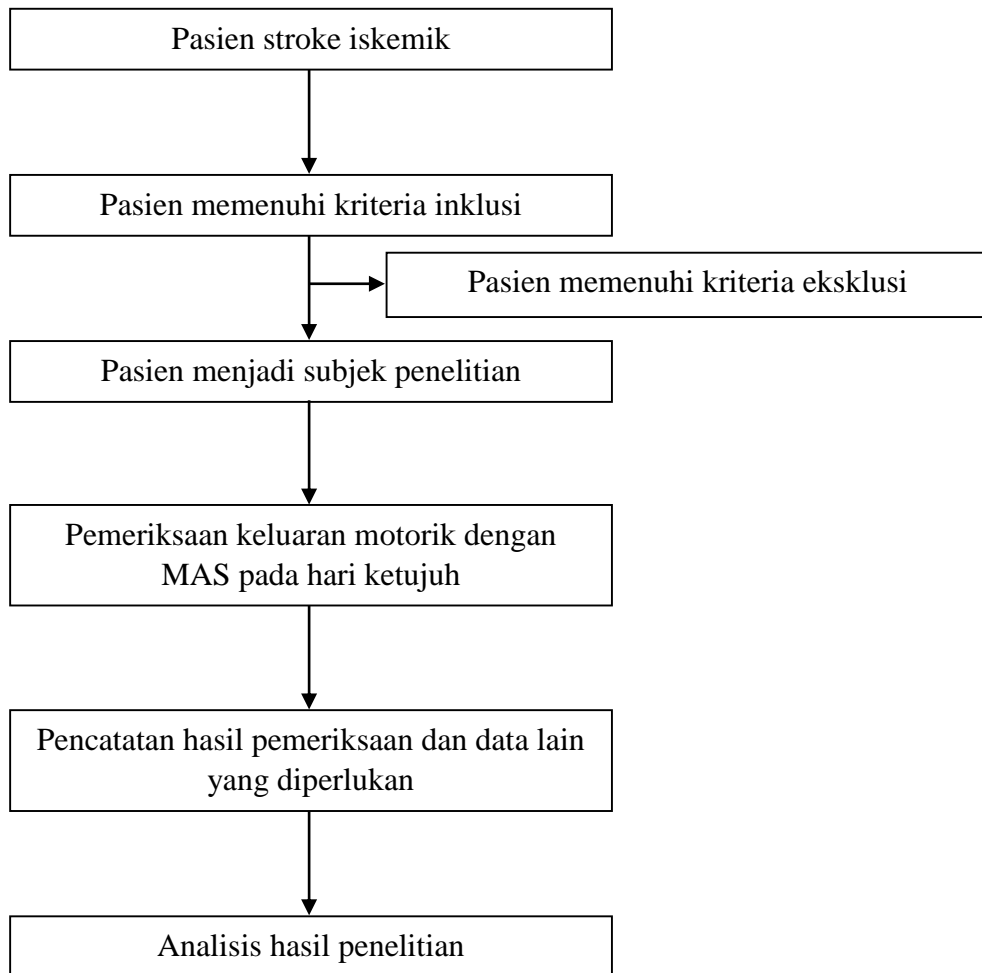 Pasien stroke iskemik
Pasien memenuhi kriteria inklusi
Pasien memenuhi kriteria eksklusi
Pasien menjadi subjek penelitian
Pemeriksaan keluaran motorik dengan
MAS pada hari ketujuh
Pencatatan hasil pemeriksaan dan data lain
yang diperlukan
Analisis hasil penelitian